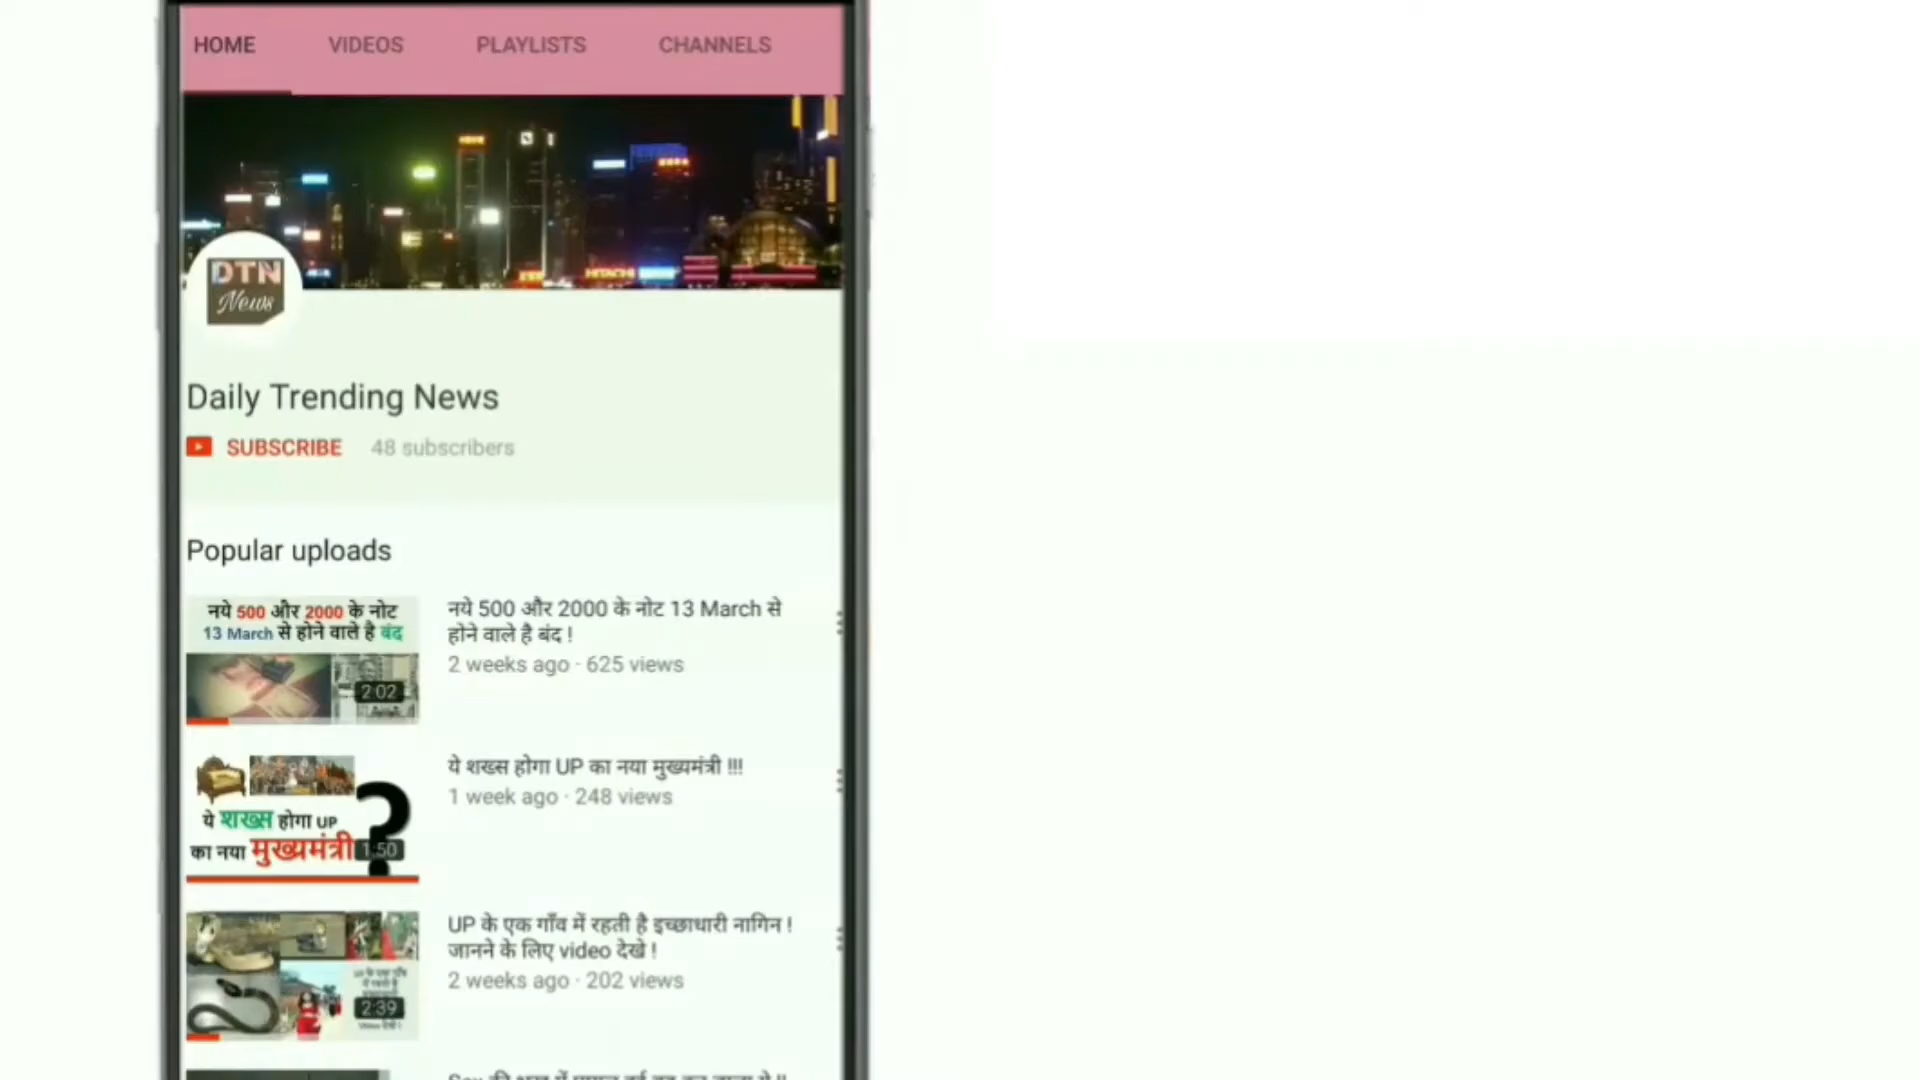 HOME VIDEOS PLAYLISTS CHANNELS
HITACHI
DTN
News
Daily Trending News
SUBSCRIBE 48 subscribers
Popular uploads
नये 500 और 2000 के नोट
13 March से होने वाले है बंद
2:02
नये 500 और 2000 के नोट 13 March से
होने वाले है बंद !
2 weeks ago · 625 views
ये शख्स होगा UP
का नया मुख्यमंत्री ?
1:50
ये शख्स होगा UP का नया मुख्यमंत्री !!!
1 week ago · 248 views
2:39
UP के एक गाँव में रहती है इच्छाधारी नागिन !
जानने के लिए video देखे !
2 weeks ago · 202 views